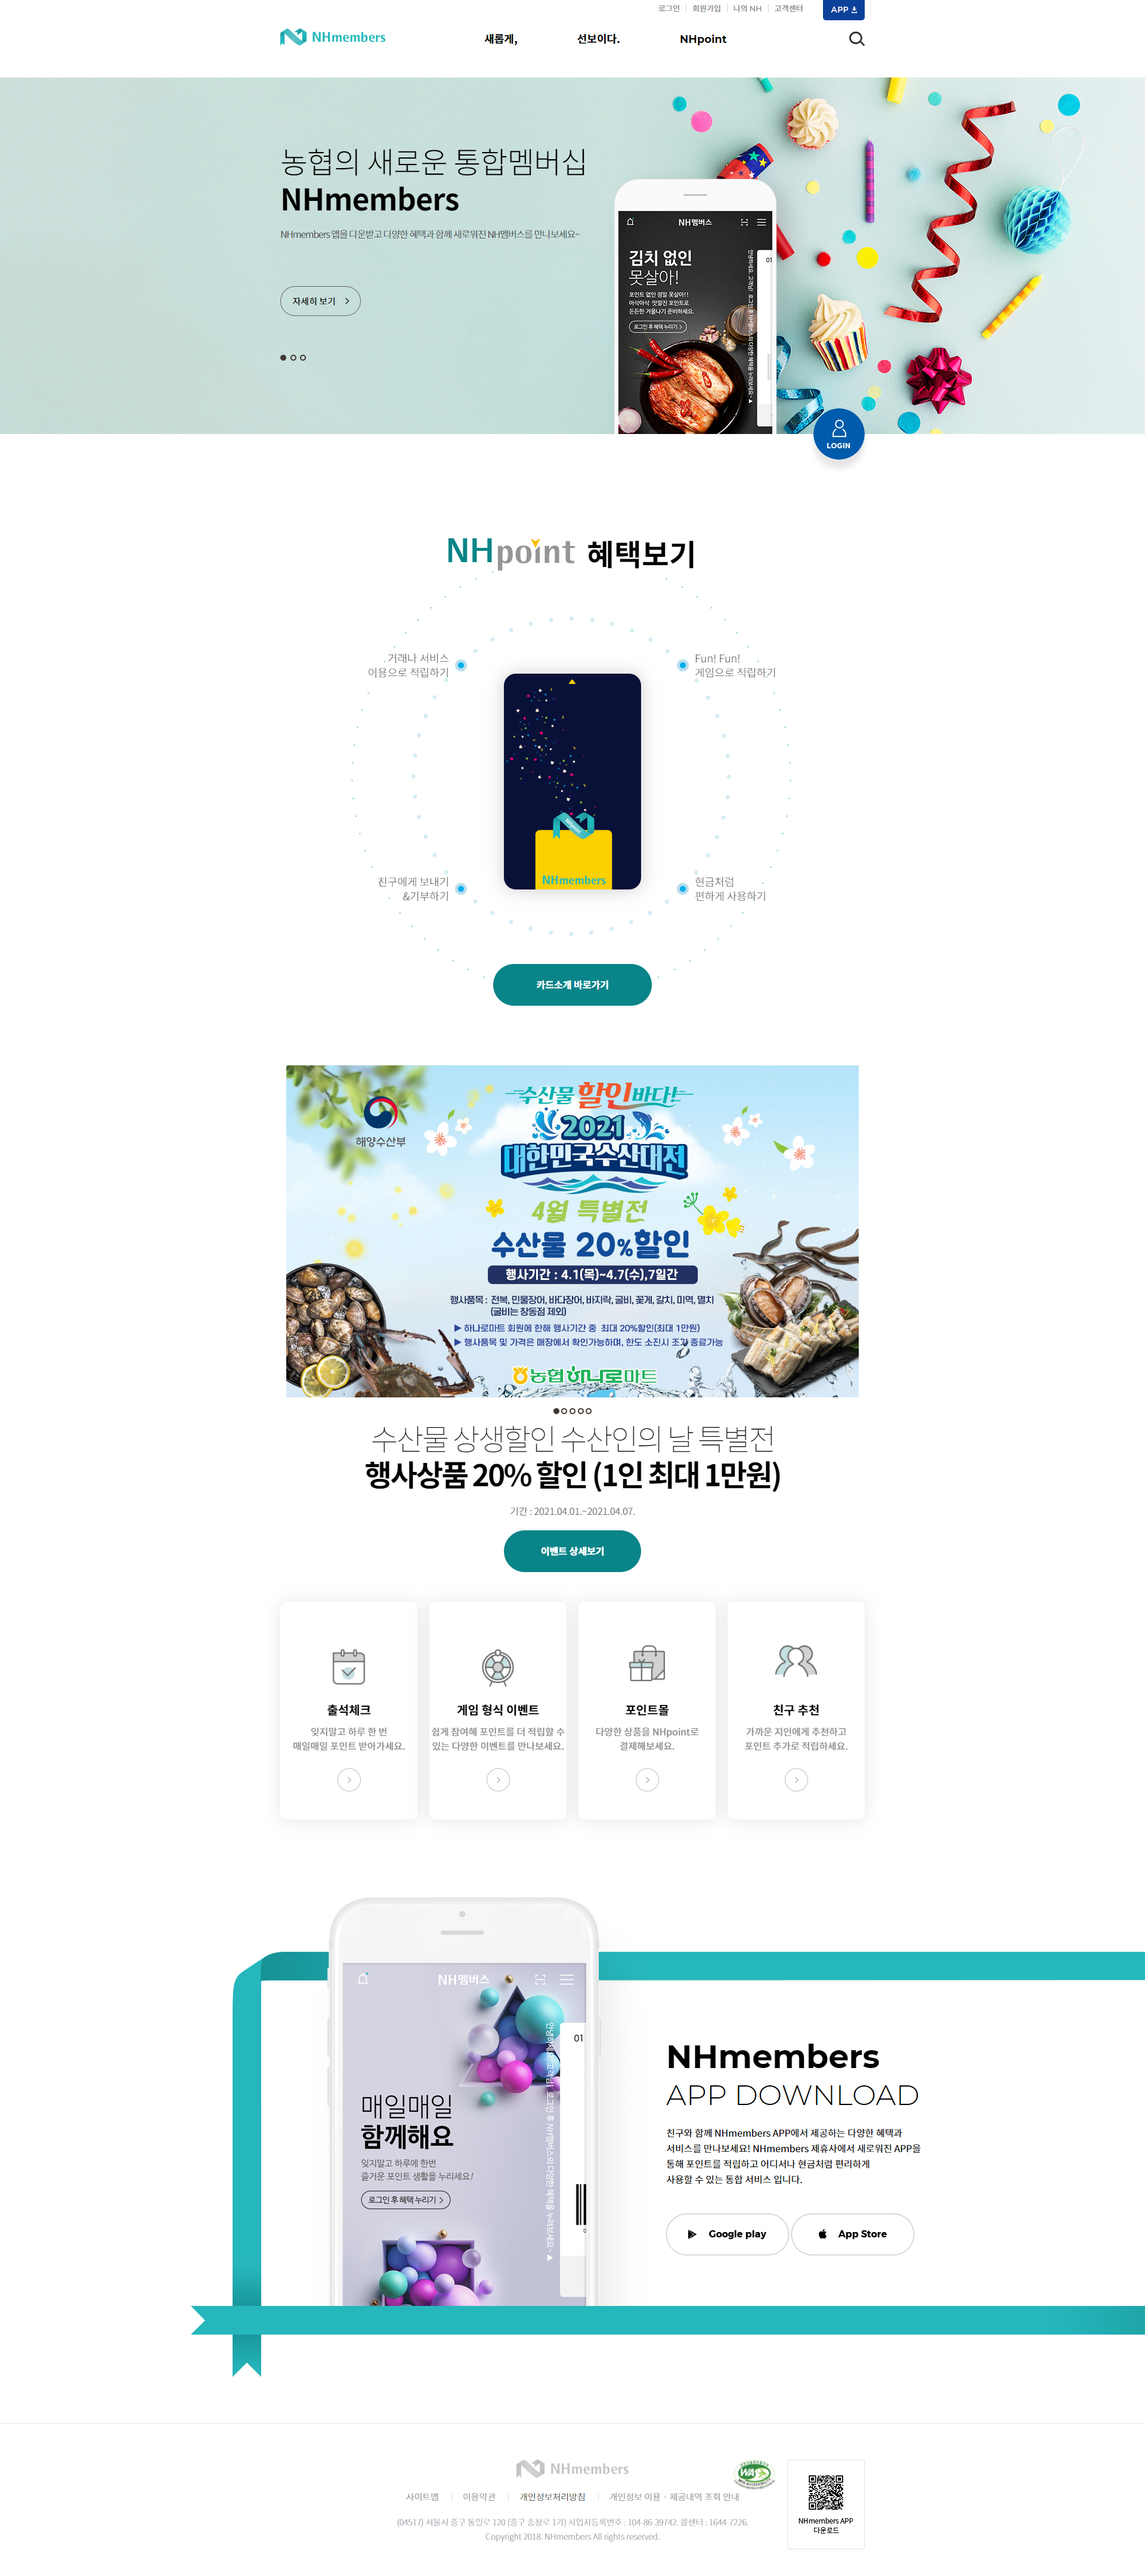 로그인 회원가입 나의 NH 고객센터 APP
NHmembers 새롭게, 선보이다. NHpoint
농협의 새로운 통합멤버십
NHmembers
NHmembers 앱을 다운받고 다양한 혜택과 함께 새로워진 NH멤버스를 만나보세요~
자세히 보기
NH멤버스
김치 없인
못살아!
포인트 없인 정말 못살아!!
아삭아삭 맛깔진 포인트로
든든한 겨울나기 준비하세요.
로그인 후 혜택 누리기
01
LOGIN
NHpoint 혜택보기
거래나 서비스
이용으로 적립하기
Fun! Fun!
게임으로 적립하기
NHpoint
NHmembers
친구에게 보내기
&기부하기
현금처럼
편하게 사용하기
카드소개 바로가기
해양수산부
수산물 할인바다!
2021
대한민국수산대전
4월 특별전
수산물 20%할인
행사기간 : 4.1(목)~4.7(수),7일간
행사품목 : 전복, 민물장어, 바다장어, 바지락, 굴비, 꽃게, 갈치, 미역, 멸치
(굴비는 창동점 제외)
▶ 하나로마트 회원에 한해 행사기간 중 최대 20%할인(최대 1만원)
▶ 행사품목 및 가격은 매장에서 확인가능하며, 한도 소진시 조기 종료가능
농협 하나로마트
수산물 상생할인 수산인의 날 특별전
행사상품 20% 할인 (1인 최대 1만원)
기간 : 2021.04.01.~2021.04.07.
이벤트 상세보기
출석체크
잊지말고 하루 한 번
매일매일 포인트 받아가세요.
게임 형식 이벤트
쉽게 참여해 포인트를 더 적립할 수
있는 다양한 이벤트를 만나보세요.
포인트몰
다양한 상품을 NHpoint로
결제해보세요.
친구 추천
가까운 지인에게 추천하고
포인트 추가로 적립하세요.
NH멤버스
01
매일매일
함께해요
잊지말고 하루에 한번
즐거운 포인트 생활을 누리세요!
로그인 후 혜택 누리기
로그인 후 NH멤버스의 다양한 혜택을 누려보세요~ ▲
NHmembers
APP DOWNLOAD
친구와 함께 NHmembers APP에서 제공하는 다양한 혜택과
서비스를 만나보세요! NHmembers 제휴사에서 새로워진 APP을
통해 포인트를 적립하고 어디서나 현금처럼 편리하게
사용할 수 있는 통합 서비스 입니다.
Google play
App Store
NHmembers
WA
사이트맵 이용약관 개인정보처리방침 개인정보 이용 · 제공내역 조회 안내
(04517) 서울시 중구 통일로 120 (중구 충정로 1가) 사업자등록번호 : 104-86-39742. 콜센터 : 1644-7226.
Copyright 2018. NHmembers All rights reserved.
NHmembers APP
다운로드